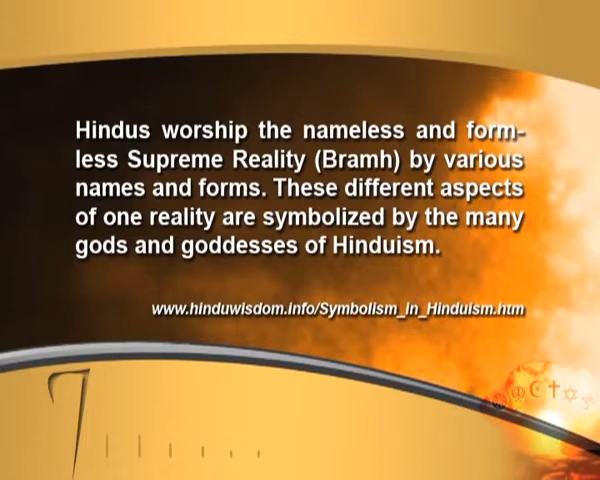 Hindus worship the nameless and form-
less Supreme Reality (Bramh) by various
names and forms. These different aspects
of one reality are symbolized by the many
gods and goddesses of Hinduism.
www.hinduwisdom.info/Symbolism_in_Hinduism.htm